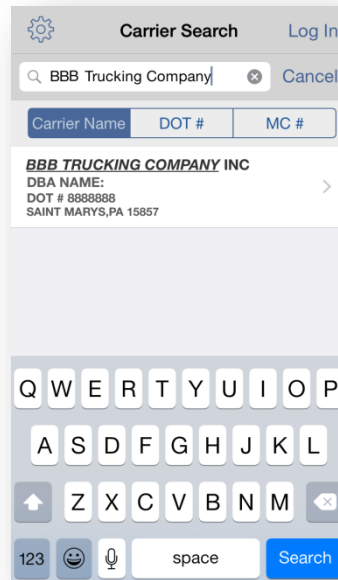 Carrier Search Log In
BBB Trucking Company Cancel
Carrier Name DOT # MC #
BBB TRUCKING COMPANY INC
DBA NAME:
DOT # 8888888
SAINT MARYS,PA 15857
Q W E R T Y U I O P
A S D F G H J K L
Z X C V B N M
123 space Search